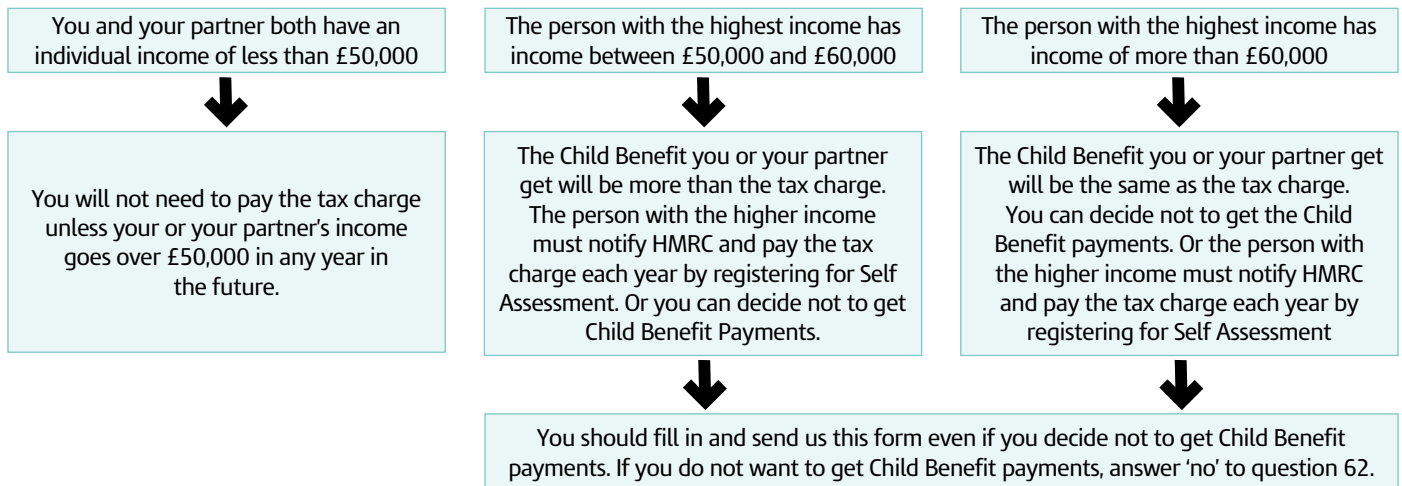 You and your partner both have an
individual income of less than £50,000
The person with the highest income has
income between £50,000 and £60,000
The person with the highest income has
income of more than £60,000
You will not need to pay the tax charge
unless your or your partner’s income
goes over £50,000 in any year in
the future.
The Child Benefit you or your partner
get will be more than the tax charge.
The person with the higher income
must notify HMRC and pay the tax
charge each year by registering for Self
Assessment. Or you can decide not to get
Child Benefit Payments.
The Child Benefit you or your partner get
will be the same as the tax charge.
You can decide not to get the Child
Benefit payments. Or the person with
the higher income must notify HMRC
and pay the tax charge each year by
registering for Self Assessment
You should fill in and send us this form even if you decide not to get Child Benefit
payments. If you do not want to get Child Benefit payments, answer ‘no’ to question 62.